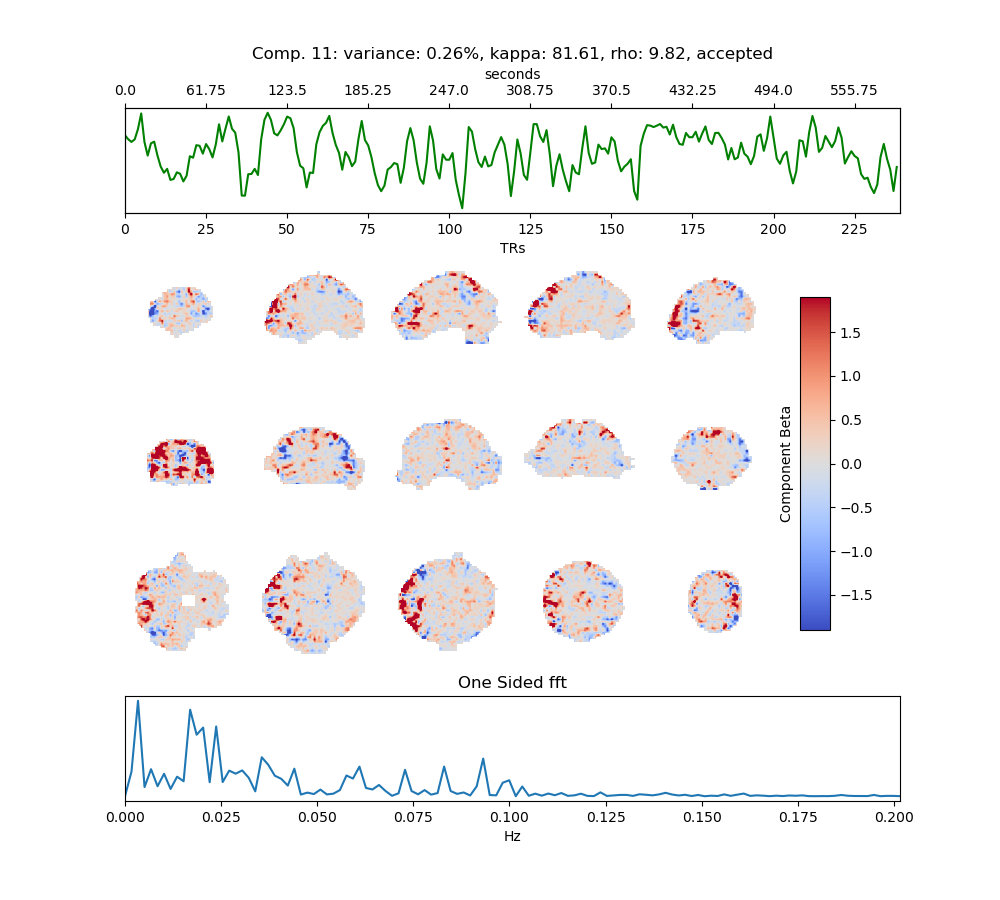 Comp. 11: variance: 0.26%, kappa: 81.61, rho: 9.82, accepted
seconds
0.0 61.75 123.5 185.25 247.0 308.75 370.5 432.25 494.0 555.75
0 25 50 75 100 125 150 175 200 225
TRs
1.5
1.0
0.5
0.0
−0.5
−1.0
−1.5
Component Beta
One Sided fft
0.000 0.025 0.050 0.075 0.100 0.125 0.150 0.175 0.200
Hz